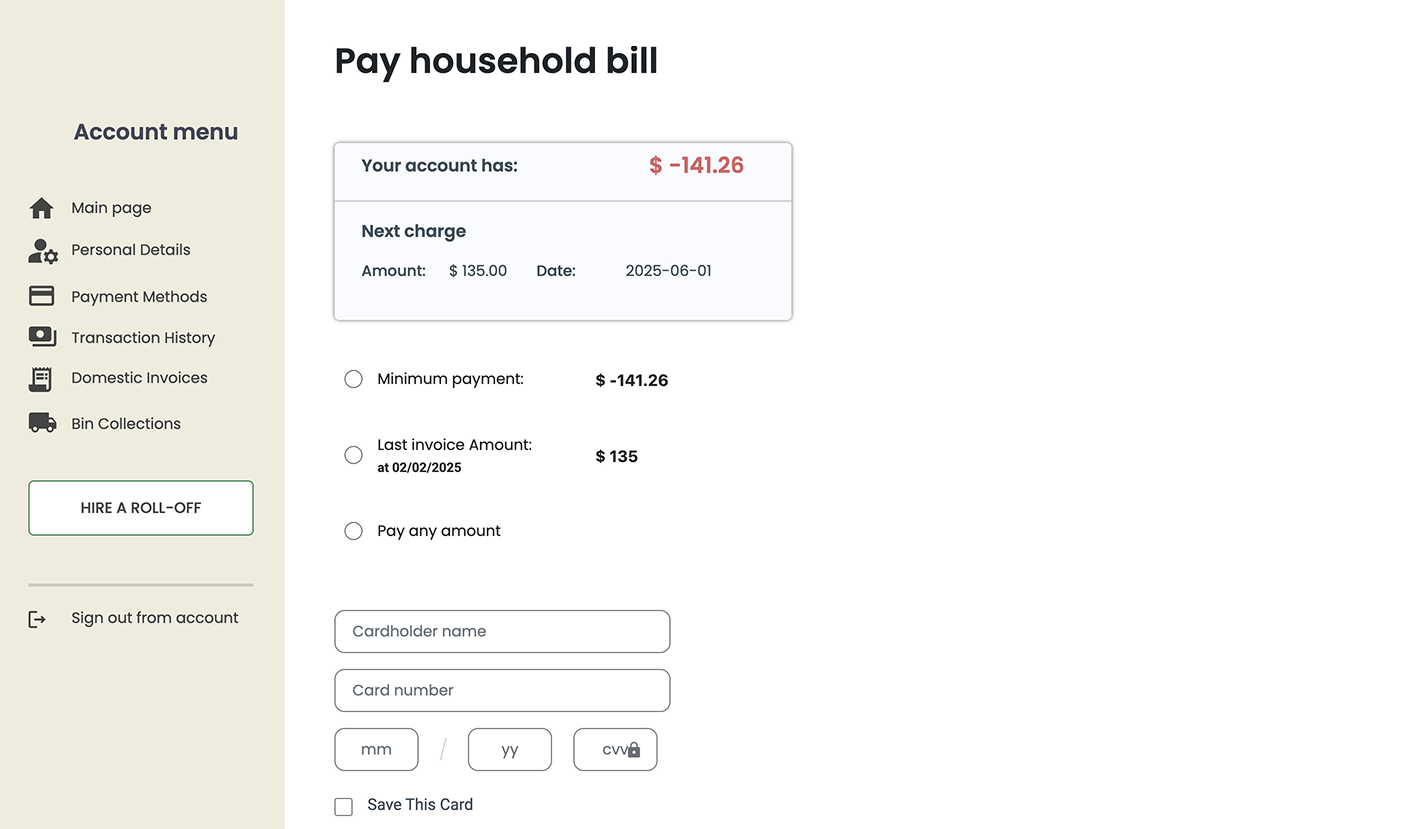 Account menu
Main page
Personal Details
Payment Methods
Transaction History
Domestic Invoices
Bin Collections
HIRE A ROLL-OFF
Sign out from account
Pay household bill
Your account has: $ -141.26
Next charge
Amount: $ 135.00 Date: 2025-06-01
Minimum payment: $ -141.26
Last invoice Amount: $ 135
at 02/02/2025
Pay any amount
Cardholder name
Card number
mm / yy cvv
Save This Card